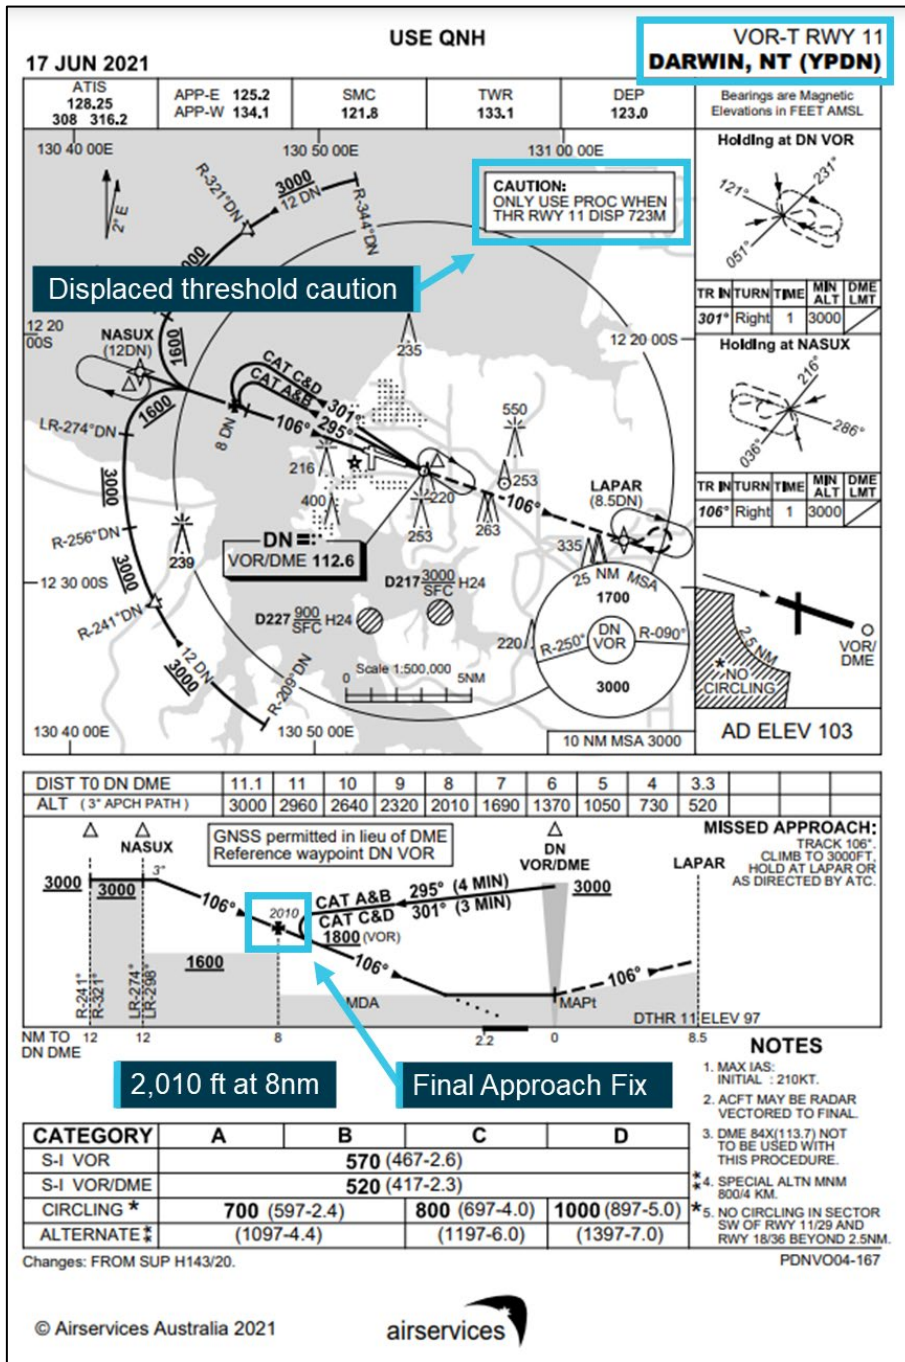 USE QNH
VOR-T RWY 11
17 JUN 2021
DARWIN, NT (YPDN)
ATIS
128.25
308 316.2
APP-E 125.2
APP-W 134.1
SMC
121.8
TWR
133.1
DEP
123.0
Bearings are Magnetic
Elevations in FEET AMSL
130 40 00E
130 50 00E
131 00 00E
2° E
R-321°DN
3000
12 DN
R-344°DN
CAUTION:
ONLY USE PROC WHEN
THR RWY 11 DISP 723M
Displaced threshold caution
12 20
00S
NASUX
(12DN)
1600
235
12 20 00S
CAT C&D
CAT A&B
301°
295°
1600
LR-274°DN
8 DN
106°
550
216
400
3000
220
253
253
263
106°
LAPAR
(8.5DN)
R-256°DN
239
DN
VOR/DME 112.6
335
12 30 00S
3000
R-241°DN
D217 3000 H24
SFC
D227 900 H24
SFC
25 NM MSA
1700
DN
VOR
R-250°
R-090°
3000
220
12 DN
3000
R-209°DN
Scale 1:500,000
0
5NM
130 40 00E
130 50 00E
10 NM MSA 3000
Holding at DN VOR
121°
231°
051°
TR IN TURN TIME MIN ALT DME LMT
301° Right 1 3000
Holding at NASUX
216°
286°
036°
TR IN TURN TIME MIN ALT DME LMT
106° Right 1 3000
2.5 NM
VOR/
DME
*NO
CIRCLING
AD ELEV 103
DIST TO DN DME 11.1 11 10 9 8 7 6 5 4 3.3
ALT (3° APCH PATH) 3000 2960 2640 2320 2010 1690 1370 1050 730 520
NASUX
GNSS permitted in lieu of DME
Reference waypoint DN VOR
DN
VOR/DME
LAPAR
MISSED APPROACH:
TRACK 106°.
CLIMB TO 3000FT,
HOLD AT LAPAR OR
AS DIRECTED BY ATC.
3000
3000
3°
106°
2010
CAT A&B 295° (4 MIN)
CAT C&D 301° (3 MIN)
1800 (VOR)
3000
1600
106°
106°
R-241°
R-321°
LR-274°
LR-298°
MDA
MAPt
DTHR 11 ELEV 97
NM TO
DN DME
12 12 8 2.2 0 8.5
2,010 ft at 8nm
Final Approach Fix
NOTES
1. MAX IAS:
INITIAL : 210KT.
2. ACFT MAY BE RADAR
VECTORED TO FINAL.
3. DME 84X(113.7) NOT
TO BE USED WITH
THIS PROCEDURE.
** 4. SPECIAL ALTN MNM
800/4 KM.
* 5. NO CIRCLING IN SECTOR
SW OF RWY 11/29 AND
RWY 18/36 BEYOND 2.5NM.
CATEGORY A B C D
S-I VOR 570 (467-2.6)
S-I VOR/DME 520 (417-2.3)
CIRCLING * 700 (597-2.4) 800 (697-4.0) 1000 (897-5.0)
ALTERNATE ** (1097-4.4) (1197-6.0) (1397-7.0)
Changes: FROM SUP H143/20.
PDNVO04-167
© Airservices Australia 2021
airservices